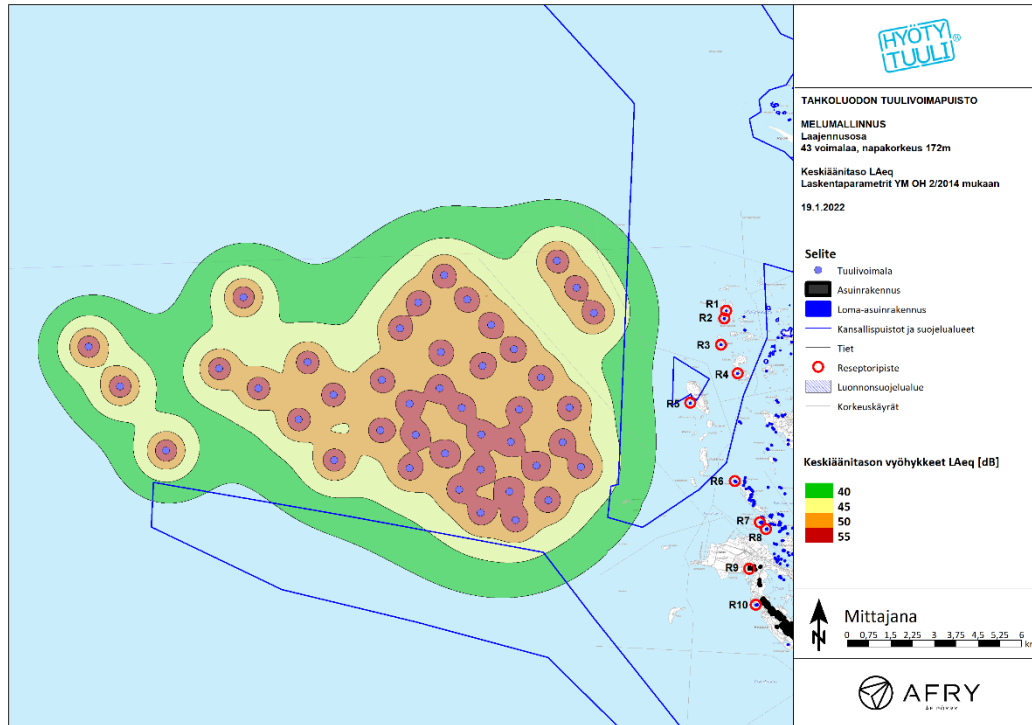 HYÖTY
TUULI®
TAHKOLUODON TUULIVOIMAPUISTO
MELUMALLINNUS
Laajennusosa
43 voimalaa, napakorkeus 172m
Keskiäänitaso LAeq
Laskentaparametrit YM OH 2/2014 mukaan
19.1.2022
Selite
Tuulivoimala
Asuinrakennus
Loma-asuinrakennus
Kansallispuistot ja suojelualueet
Tiet
Reseptoripiste
Luonnonsuojelualue
Korkeuskäyrät
Keskiäänitason vyöhykkeet LAeq [dB]
40
45
50
55
N
Mittajana
0 0,75 1,5 2,25 3 3,75 4,5 5,25 6
km
AFRY
ÅF PÖYRY
R1
R2
R3
R4
R5
R6
R7
R8
R9
R10